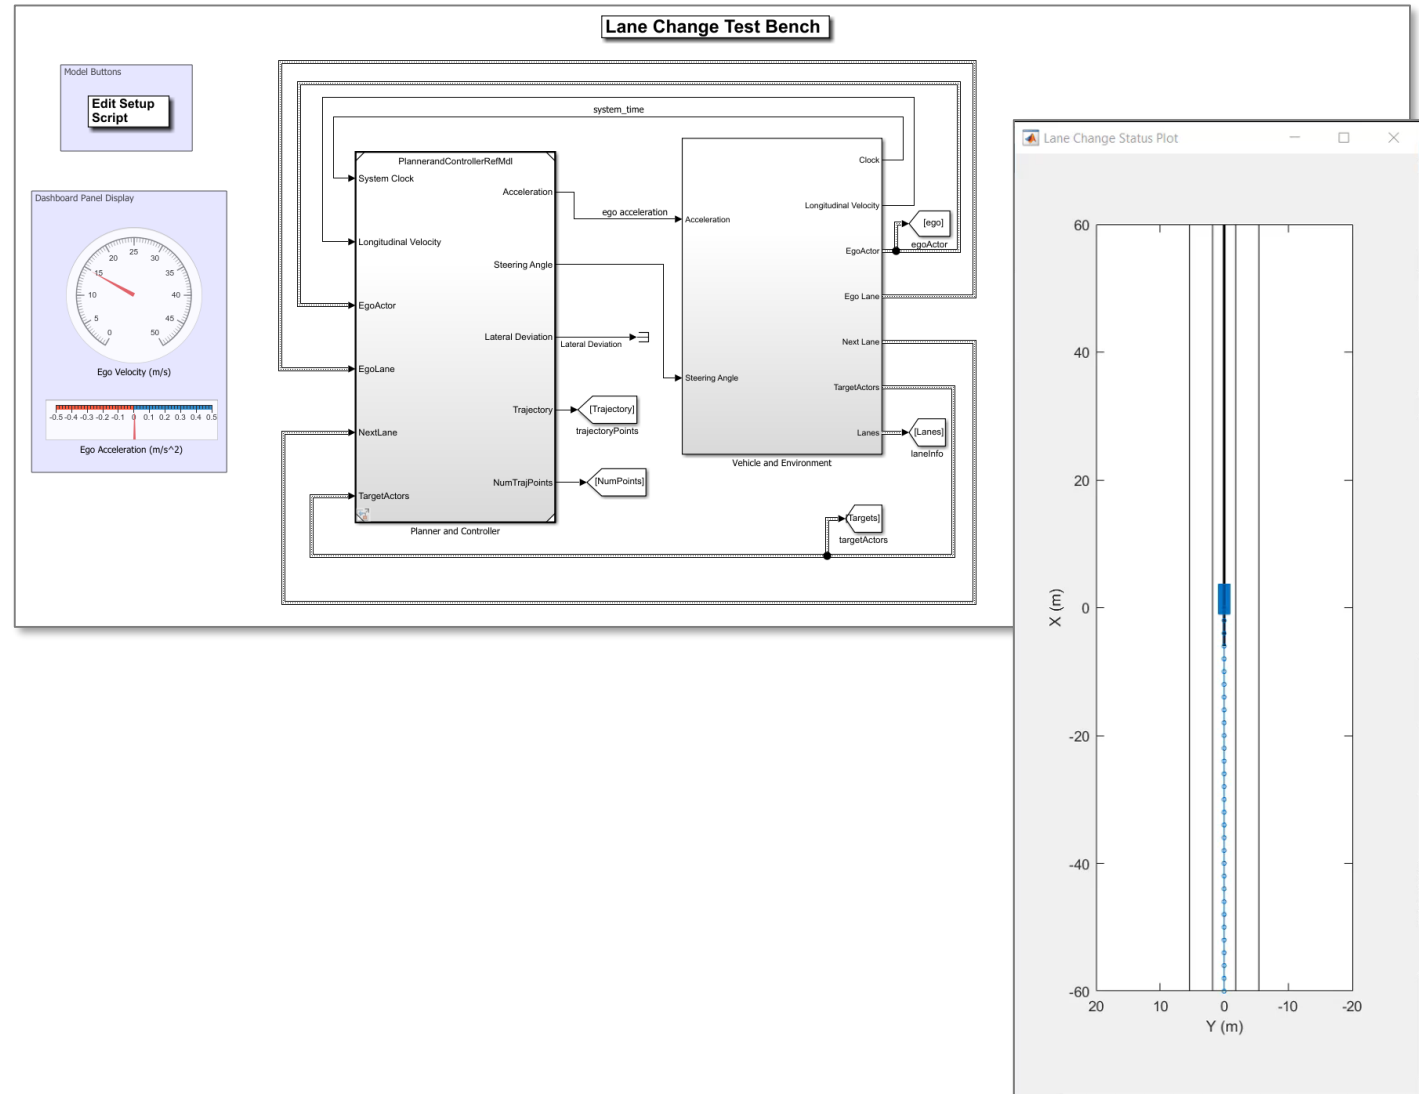 Lane Change Test Bench
Model Buttons
Edit Setup
Script
Dashboard Panel Display
0
5
10
15
20
25
30
35
40
45
50
Ego Velocity (m/s)
-0.5 -0.4 -0.3 -0.2 -0.1 0 0.1 0.2 0.3 0.4 0.5
Ego Acceleration (m/s^2)
system_time
PlannerandControllerRefMdl
System Clock
Longitudinal Velocity
EgoActor
EgoLane
NextLane
TargetActors
Acceleration
Steering Angle
Lateral Deviation
Trajectory
NumTrajPoints
Planner and Controller
ego acceleration
Lateral Deviation
[Trajectory]
trajectoryPoints
[NumPoints]
Acceleration
Steering Angle
Clock
Longitudinal Velocity
EgoActor
Ego Lane
Next Lane
TargetActors
Lanes
Vehicle and Environment
[ego]
egoActor
[Lanes]
laneInfo
[Targets]
targetActors
Lane Change Status Plot
60
40
20
0
-20
-40
-60
X (m)
20 10 0 -10 -20
Y (m)